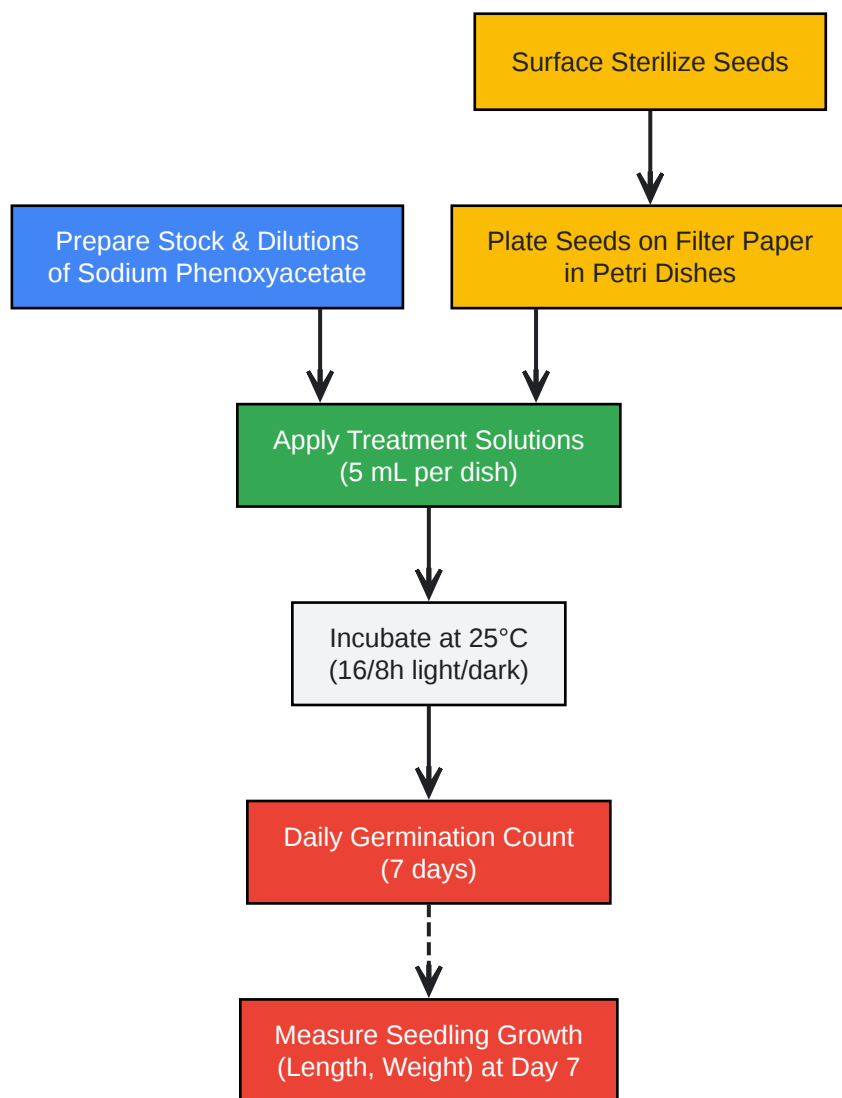 Surface Sterilize Seeds
Prepare Stock & Dilutions
of Sodium Phenoxyacetate
Plate Seeds on Filter Paper
in Petri Dishes
Apply Treatment Solutions
(5 mL per dish)
Incubate at 25°C
(16/8h light/dark)
Daily Germination Count
(7 days)
Measure Seedling Growth
(Length, Weight) at Day 7